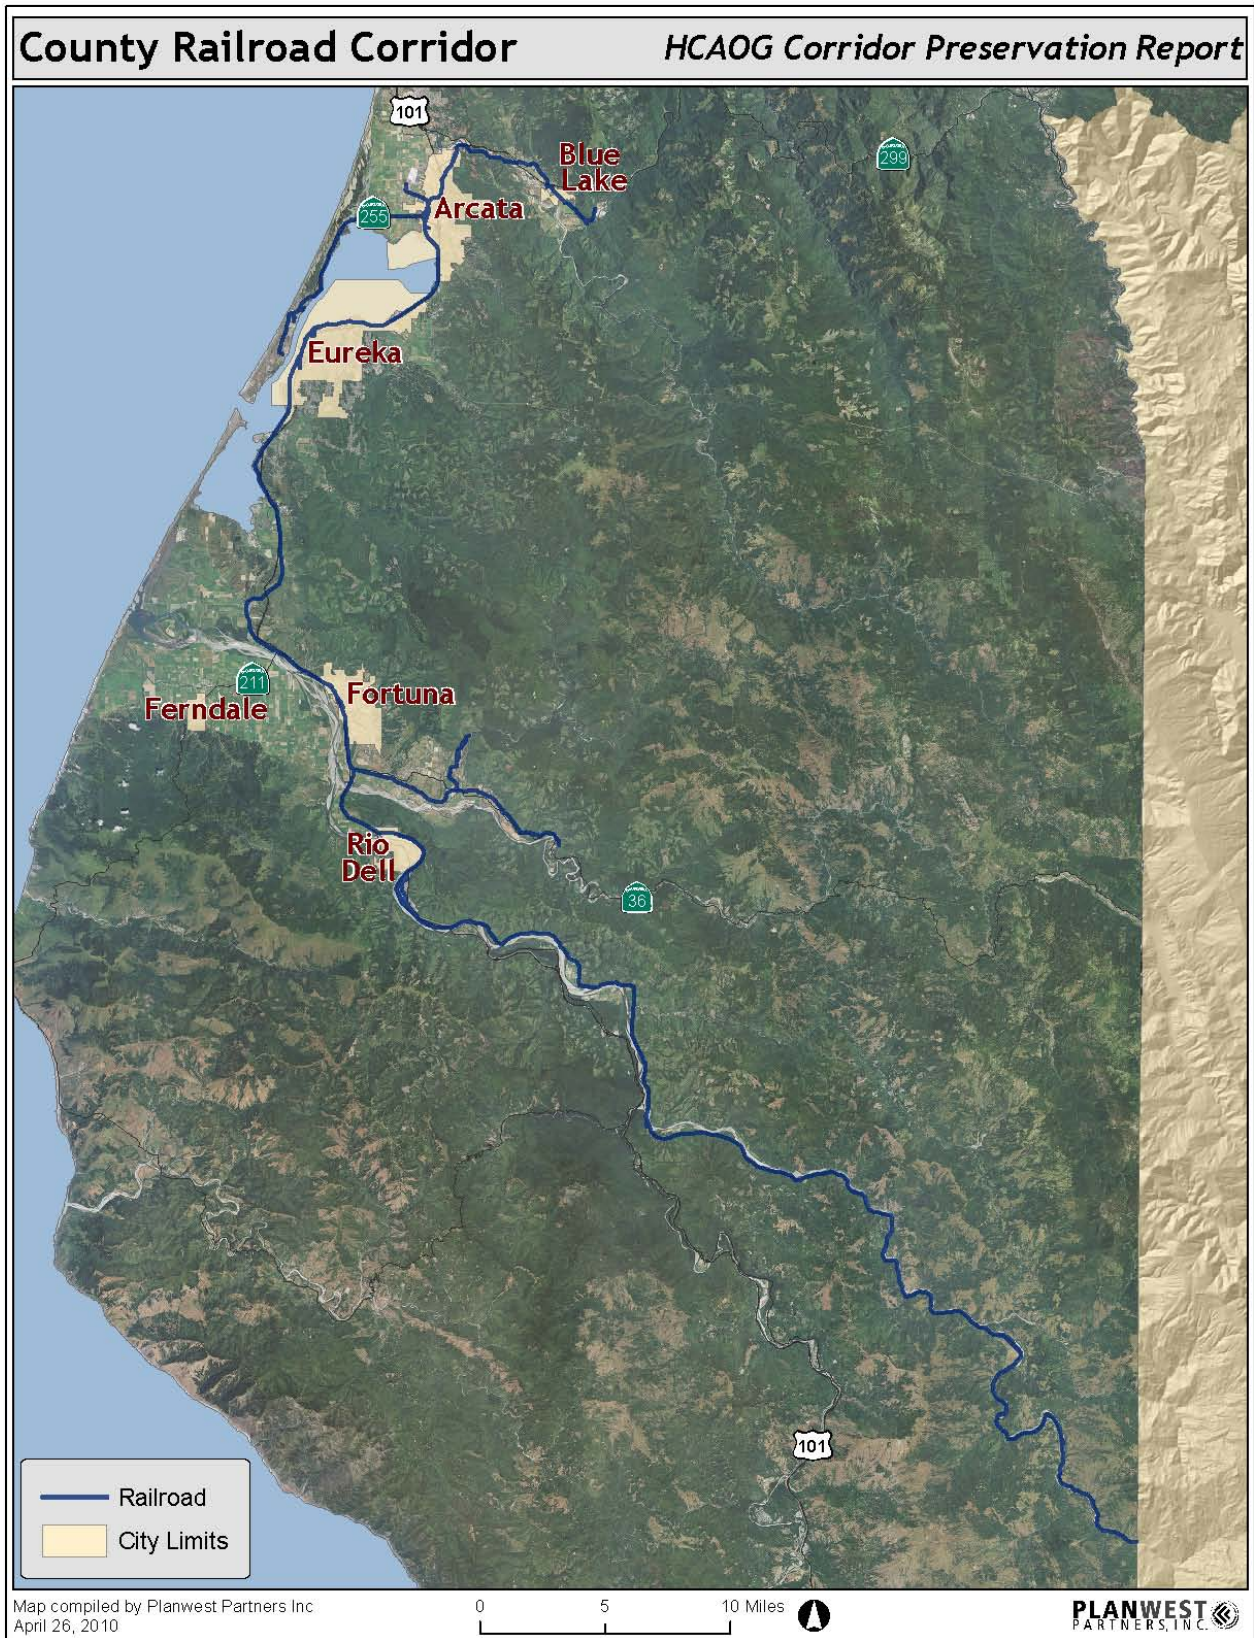 County Railroad Corridor
HCAOG Corridor Preservation Report
101
299
Blue
Lake
255
Arcata
Eureka
211
Ferndale
Fortuna
Rio
Dell
36
101
Railroad
City Limits
Map compiled by Planwest Partners Inc
April 26, 2010
0 5 10 Miles
PLANWEST
PARTNERS, INC.